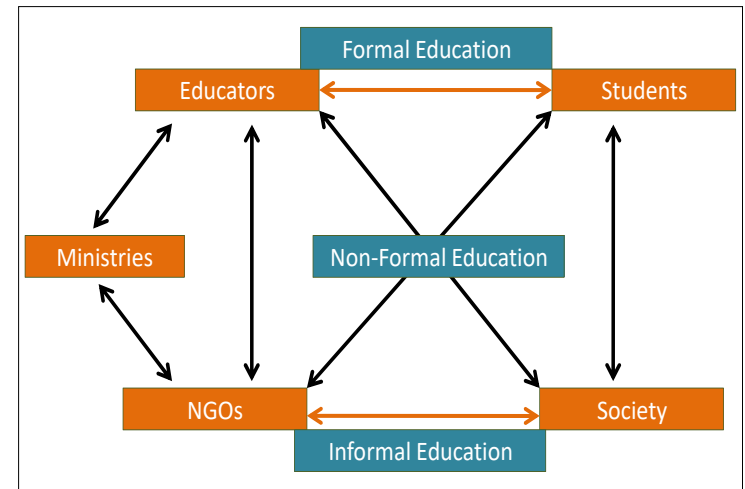 Formal Education
Educators
Students
Ministries
Non-Formal Education
NGOs
Society
Informal Education